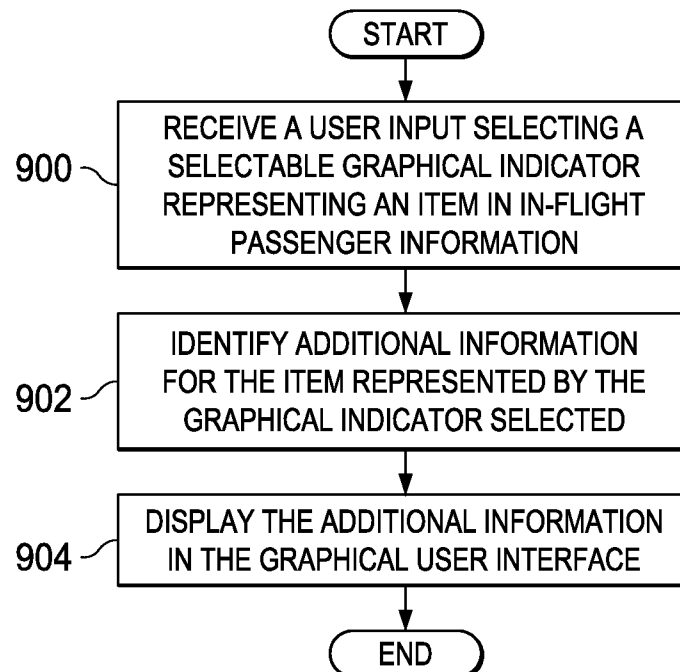 START
900
RECEIVE A USER INPUT SELECTING A
SELECTABLE GRAPHICAL INDICATOR
REPRESENTING AN ITEM IN IN-FLIGHT
PASSENGER INFORMATION
902
IDENTIFY ADDITIONAL INFORMATION
FOR THE ITEM REPRESENTED BY THE
GRAPHICAL INDICATOR SELECTED
904
DISPLAY THE ADDITIONAL INFORMATION
IN THE GRAPHICAL USER INTERFACE
END